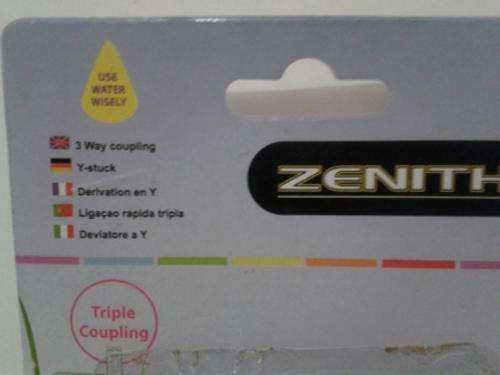 USE
WATER
WISELY
3 Way coupling
Y-stuck
Derivation en Y
Ligaçao rapida tripla
Deviatore a Y
ZENITH
Triple
Coupling